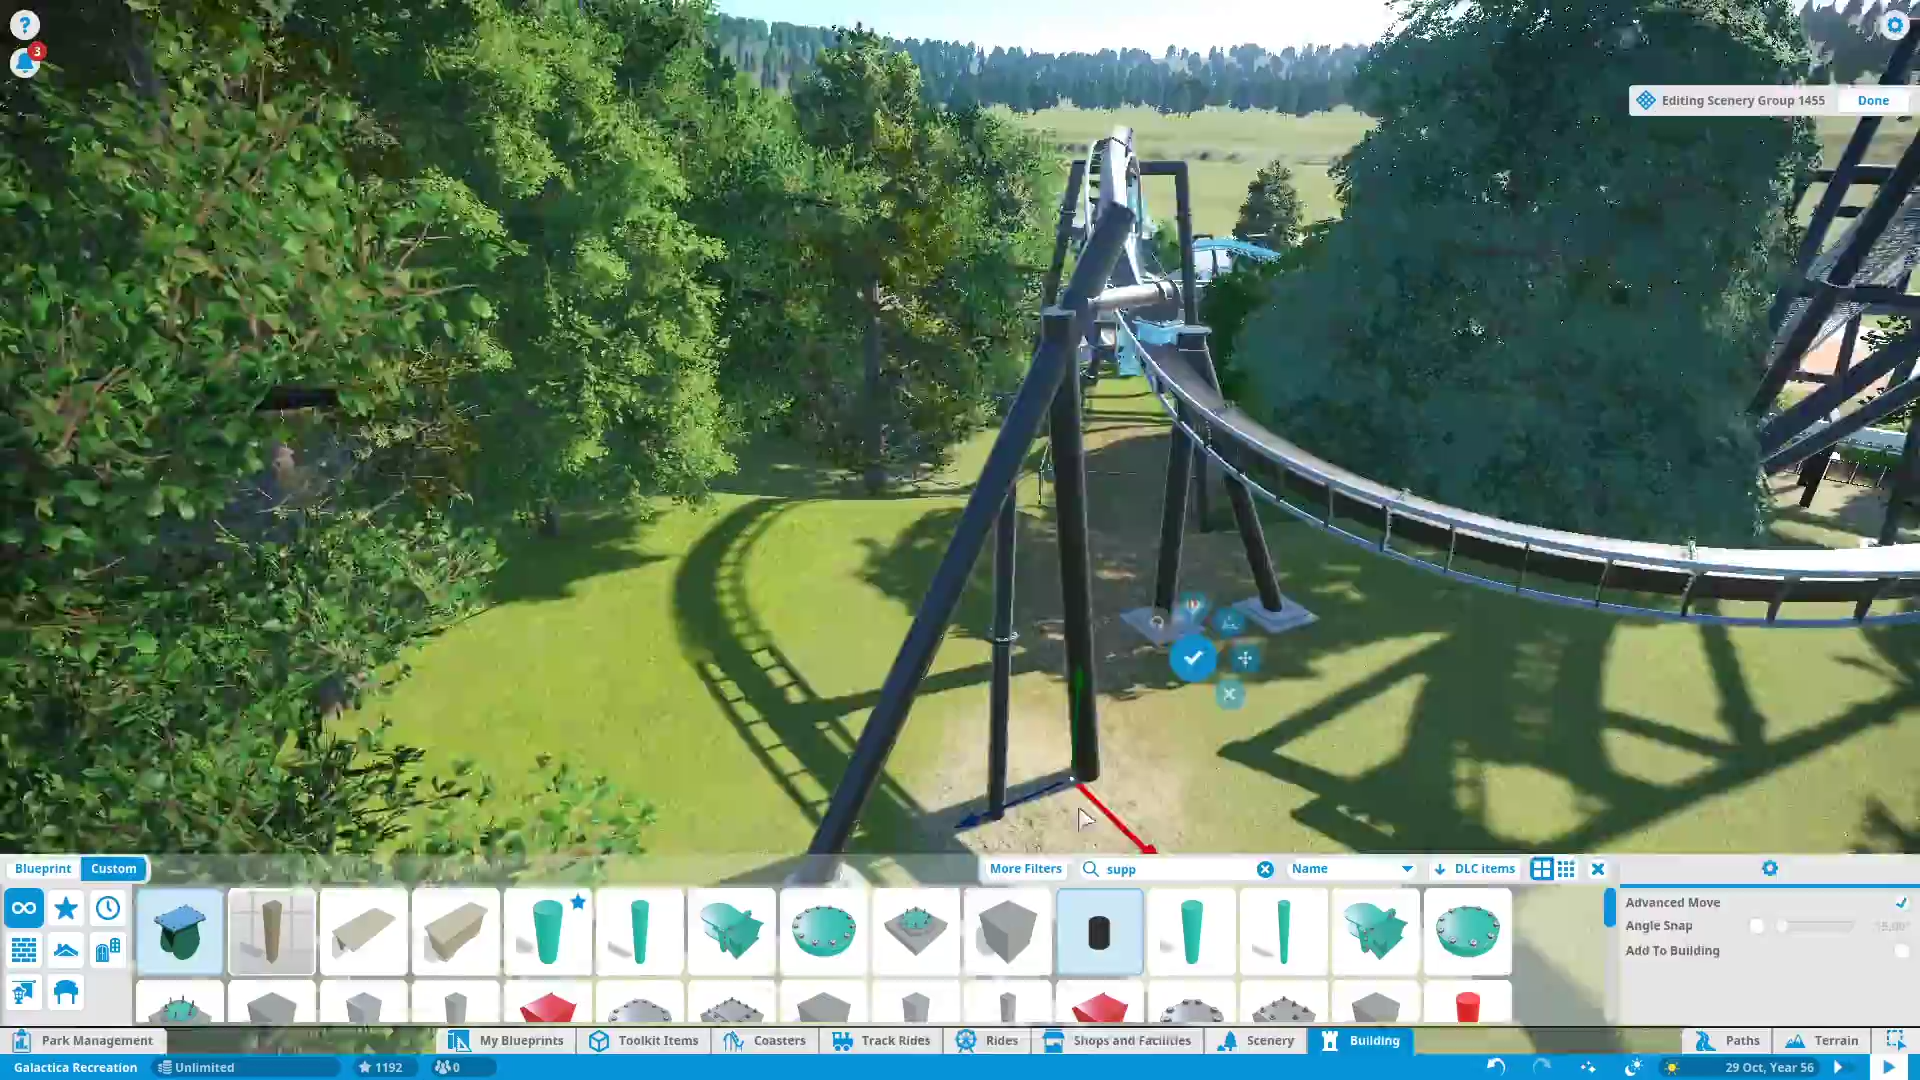 ?
3
Editing Scenery Group 1455 Done
Blueprint Custom
More Filters supp Name DLC items
Advanced Move
Angle Snap
Add To Building
Park Management My Blueprints Toolkit Items Coasters Track Rides Rides Shops and Facilities Scenery Building Paths Terrain
Galactica Recreation Unlimited 1192 0 29 Oct, Year 56